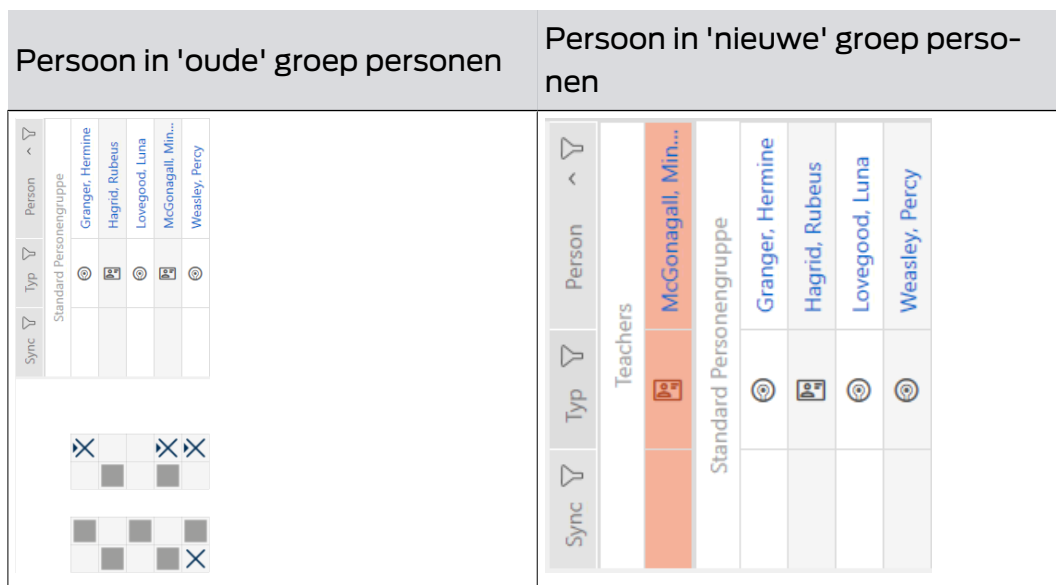 Persoon in 'oude' groep personen
Persoon in 'nieuwe' groep perso-
nen
Sync Typ Person
Standard Personengruppe
Granger, Hermine
Hagrid, Rubeus
Lovegood, Luna
McGonagall, Min...
Weasley, Percy
Sync Typ Person
Teachers
McGonagall, Min...
Standard Personengruppe
Granger, Hermine
Hagrid, Rubeus
Lovegood, Luna
Weasley, Percy